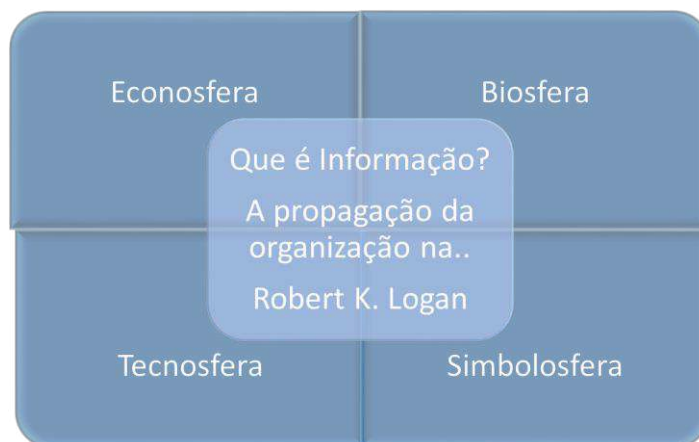 Econosfera
Biosfera
Que é Informação?
A propagação da
organização na..
Robert K. Logan
Tecnosfera
Simbolosfera